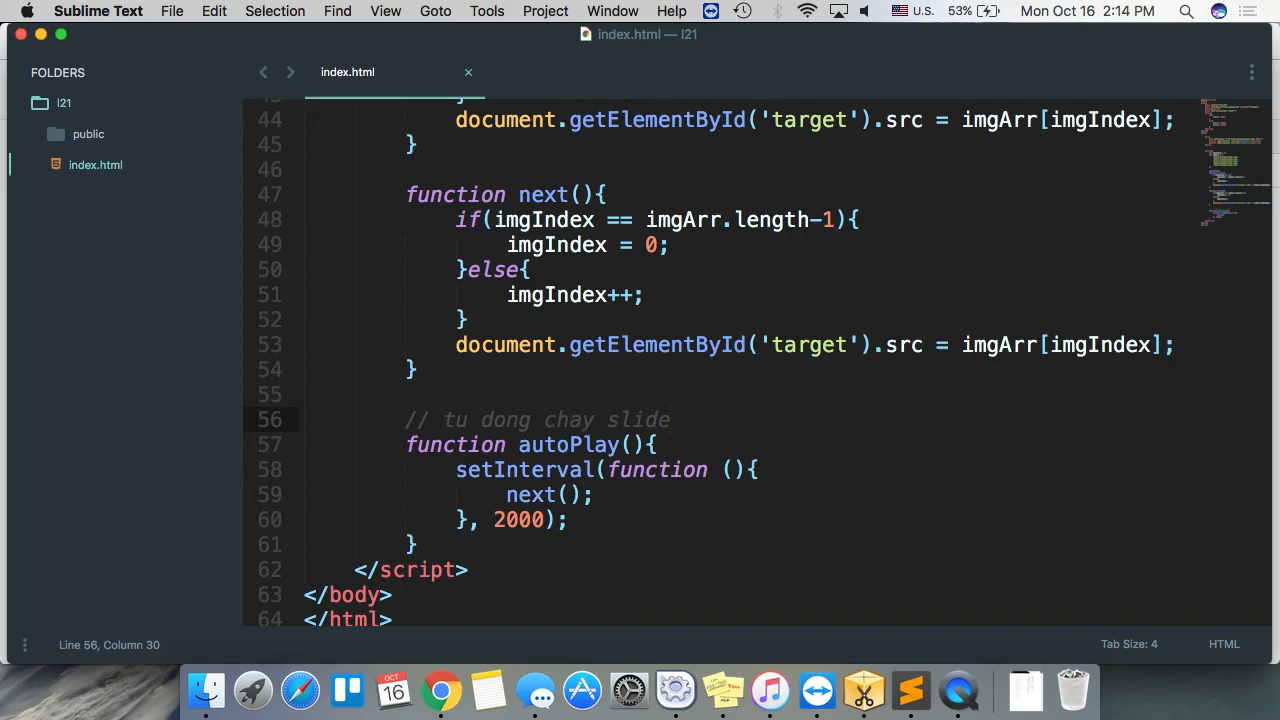 Sublime Text File Edit Selection Find View Goto Tools Project Window Help U.S. 53% Mon Oct 16 2:14 PM
index.html — l21
FOLDERS
l21
public
index.html
index.html ×
44 document.getElementById('target').src = imgArr[imgIndex];
45 }
46
47 function next(){
48 if(imgIndex == imgArr.length-1){
49 imgIndex = 0;
50 }else{
51 imgIndex++;
52 }
53 document.getElementById('target').src = imgArr[imgIndex];
54 }
55
56 // tu dong chay slide
57 function autoPlay(){
58 setInterval(function (){
59 next();
60 }, 2000);
61 }
62 </script>
63 </body>
64 </html>
Line 56, Column 30
Tab Size: 4 HTML
OCT
16